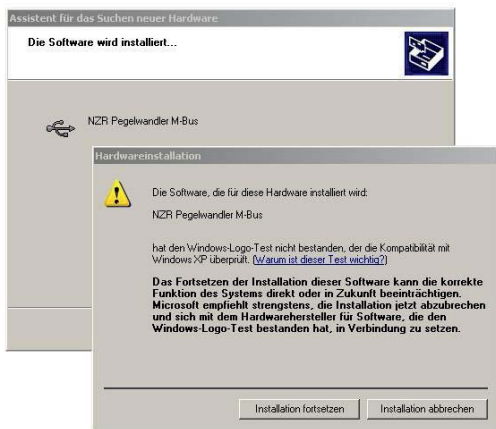 Assistent für das Suchen neuer Hardware
Die Software wird installiert...
NZR Pegelwandler M-Bus
Hardwareinstallation
Die Software, die für diese Hardware installiert wird:
NZR Pegelwandler M-Bus
hat den Windows-Logo-Test nicht bestanden, der die Kompatibilität mit
Windows XP überprüft. (Warum ist dieser Test wichtig?)
Das Fortsetzen der Installation dieser Software kann die korrekte
Funktion des Systems direkt oder in Zukunft beeinträchtigen.
Microsoft empfiehlt strengstens, die Installation jetzt abzubrechen
und sich mit dem Hardwarehersteller für Software, die den
Windows-Logo-Test bestanden hat, in Verbindung zu setzen.
Installation fortsetzen
Installation abbrechen